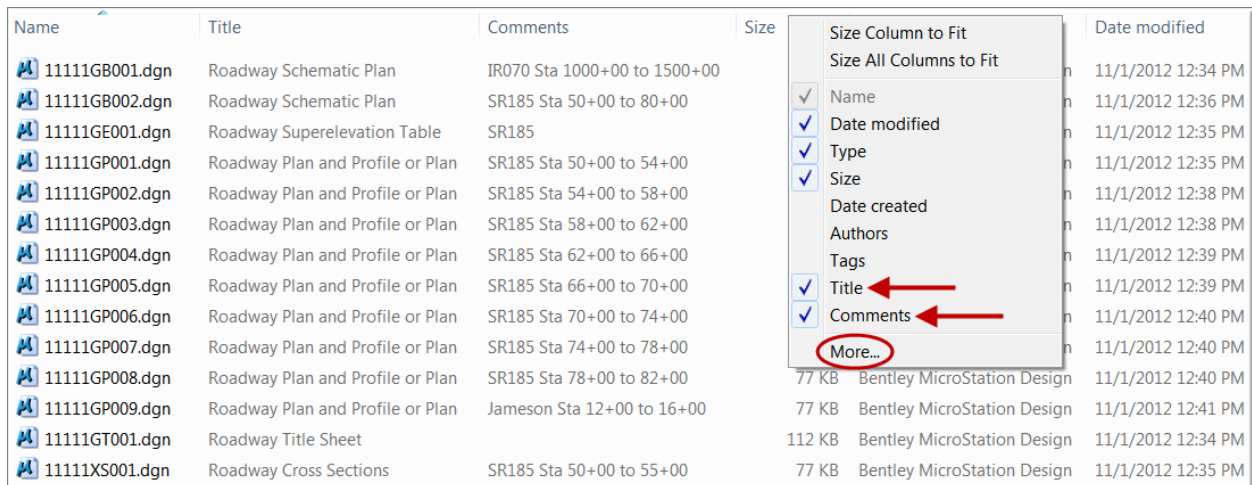 Name Title Comments Size Date modified
11111GB001.dgn Roadway Schematic Plan IR070 Sta 1000+00 to 1500+00 n 11/1/2012 12:34 PM
11111GB002.dgn Roadway Schematic Plan SR185 Sta 50+00 to 80+00 n 11/1/2012 12:36 PM
11111GE001.dgn Roadway Superelevation Table SR185 n 11/1/2012 12:35 PM
11111GP001.dgn Roadway Plan and Profile or Plan SR185 Sta 50+00 to 54+00 n 11/1/2012 12:35 PM
11111GP002.dgn Roadway Plan and Profile or Plan SR185 Sta 54+00 to 58+00 n 11/1/2012 12:38 PM
11111GP003.dgn Roadway Plan and Profile or Plan SR185 Sta 58+00 to 62+00 n 11/1/2012 12:38 PM
11111GP004.dgn Roadway Plan and Profile or Plan SR185 Sta 62+00 to 66+00 n 11/1/2012 12:39 PM
11111GP005.dgn Roadway Plan and Profile or Plan SR185 Sta 66+00 to 70+00 n 11/1/2012 12:39 PM
11111GP006.dgn Roadway Plan and Profile or Plan SR185 Sta 70+00 to 74+00 n 11/1/2012 12:40 PM
11111GP007.dgn Roadway Plan and Profile or Plan SR185 Sta 74+00 to 78+00 n 11/1/2012 12:40 PM
11111GP008.dgn Roadway Plan and Profile or Plan SR185 Sta 78+00 to 82+00 77 KB Bentley MicroStation Design 11/1/2012 12:40 PM
11111GP009.dgn Roadway Plan and Profile or Plan Jameson Sta 12+00 to 16+00 77 KB Bentley MicroStation Design 11/1/2012 12:41 PM
11111GT001.dgn Roadway Title Sheet 112 KB Bentley MicroStation Design 11/1/2012 12:34 PM
11111XS001.dgn Roadway Cross Sections SR185 Sta 50+00 to 55+00 77 KB Bentley MicroStation Design 11/1/2012 12:35 PM
Size Column to Fit
Size All Columns to Fit
Name
Date modified
Type
Size
Date created
Authors
Tags
Title
Comments
More...